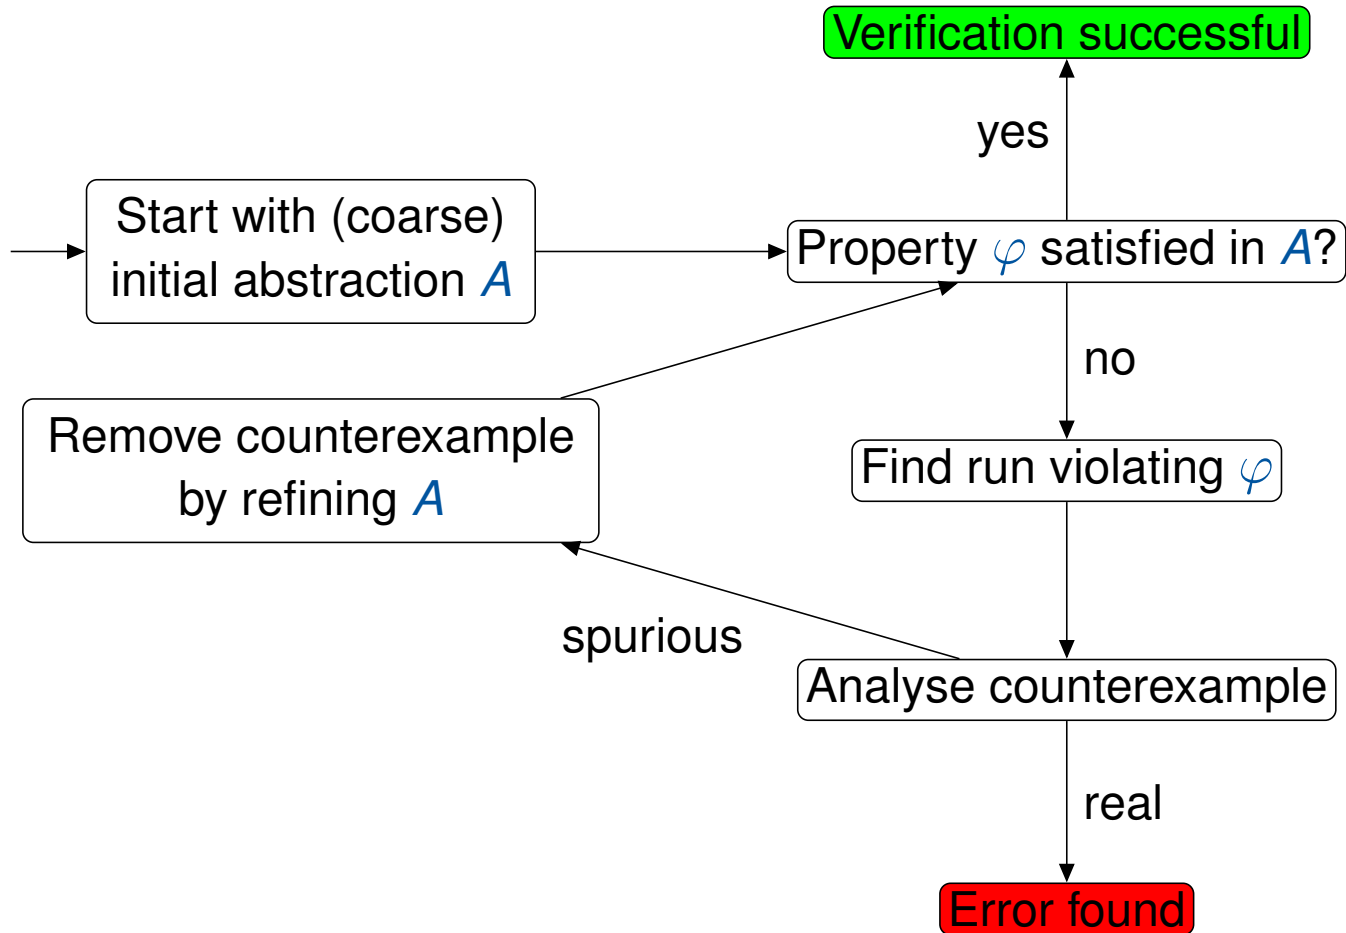 Verification successful
yes
Start with (coarse)
initial abstraction A
Property φ satisfied in A?
no
Remove counterexample
by refining A
Find run violating φ
spurious
Analyse counterexample
real
Error found